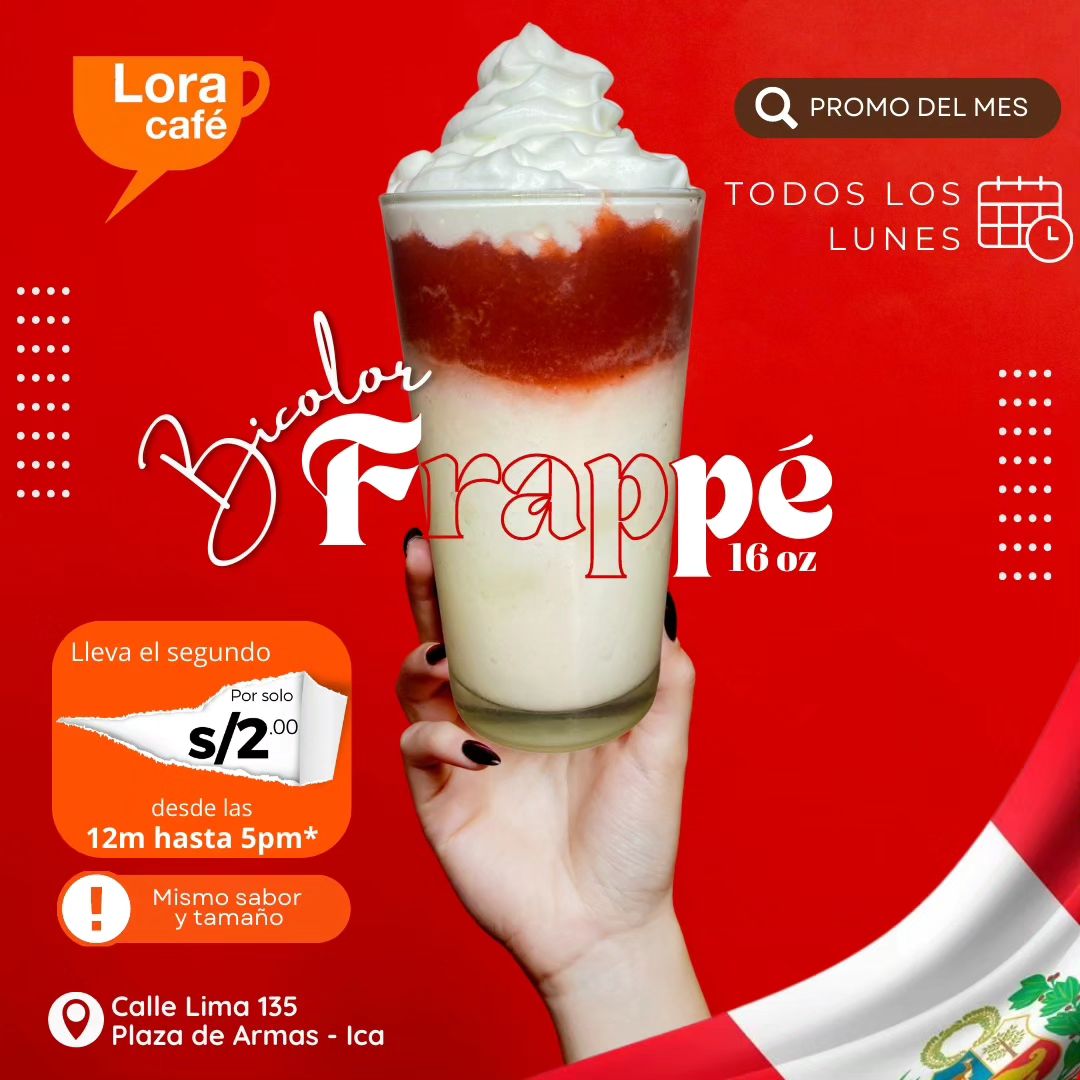 Lora
café
PROMO DEL MES
TODOS LOS
LUNES
Bicolor
Frappé
16 oz
Lleva el segundo
Por solo
s/2.00
desde las
12m hasta 5pm*
!
Mismo sabor
y tamaño
Calle Lima 135
Plaza de Armas - Ica